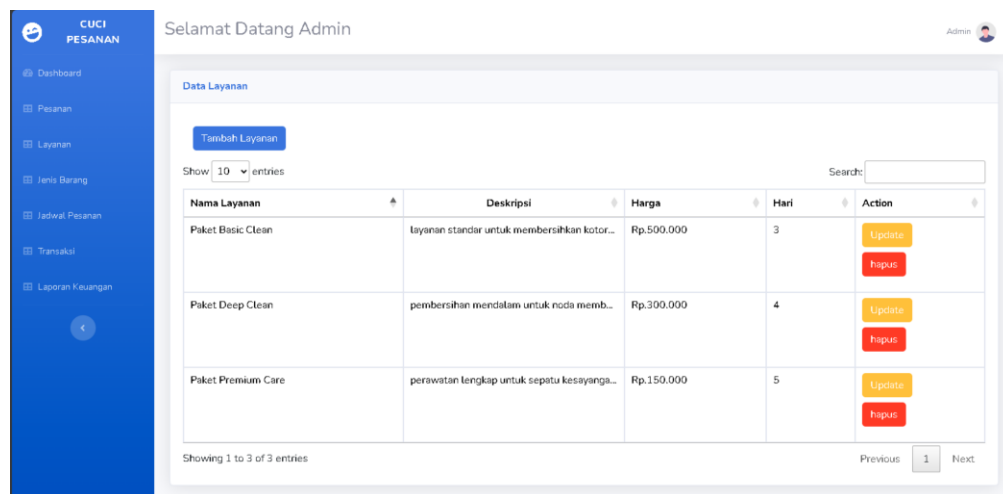 CUCI
PESANAN
Selamat Datang Admin
Admin
Dashboard
Pesanan
Layanan
Jenis Barang
Jadwal Pesanan
Transaksi
Laporan Keuangan
Data Layanan
Tambah Layanan
Show 10 entries
Search:
Nama Layanan Deskripsi Harga Hari Action
Paket Basic Clean layanan standar untuk membersihkan kotor... Rp.500.000 3 Update
hapus
Paket Deep Clean pembersihan mendalam untuk noda memb... Rp.300.000 4 Update
hapus
Paket Premium Care perawatan lengkap untuk sepatu kesayanga... Rp.150.000 5 Update
hapus
Showing 1 to 3 of 3 entries
Previous 1 Next